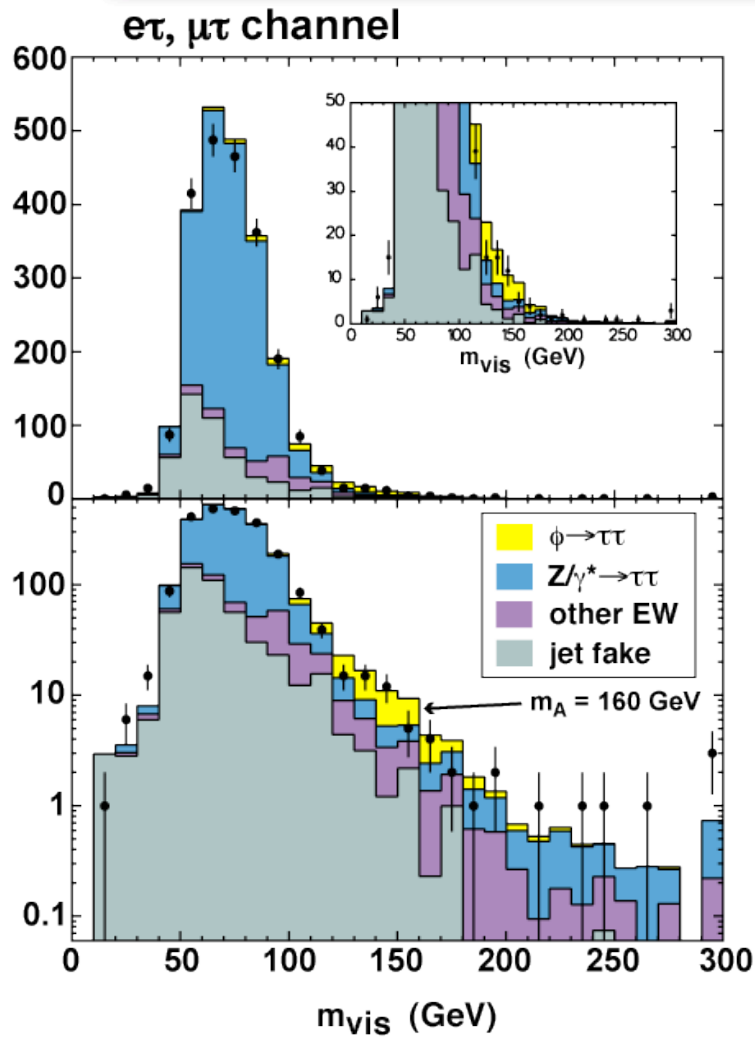 eτ, μτ channel
600
500
400
300
200
100
0
50
40
30
20
10
0
0 50 100 150 200 250 300
m_vis (GeV)
100
10
1
0.1
ϕ→ττ
Z/γ*→ττ
other EW
jet fake
m_A = 160 GeV
0 50 100 150 200 250 300
m_vis (GeV)